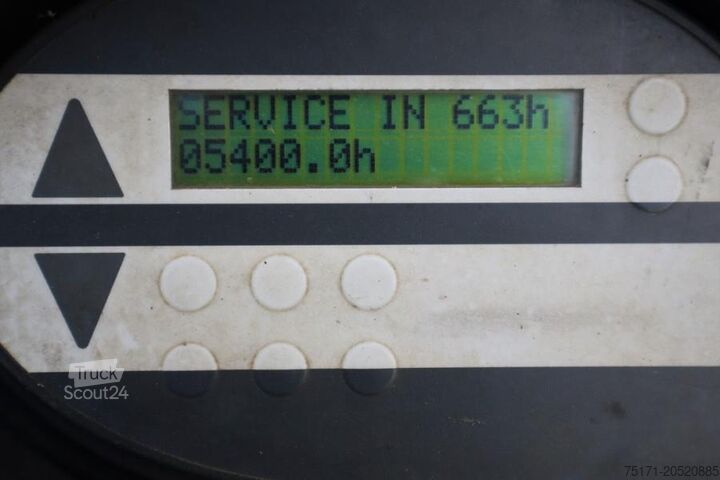 SERVICE IN 663h
05400.0h
Truck
Scout24
75171-20520885